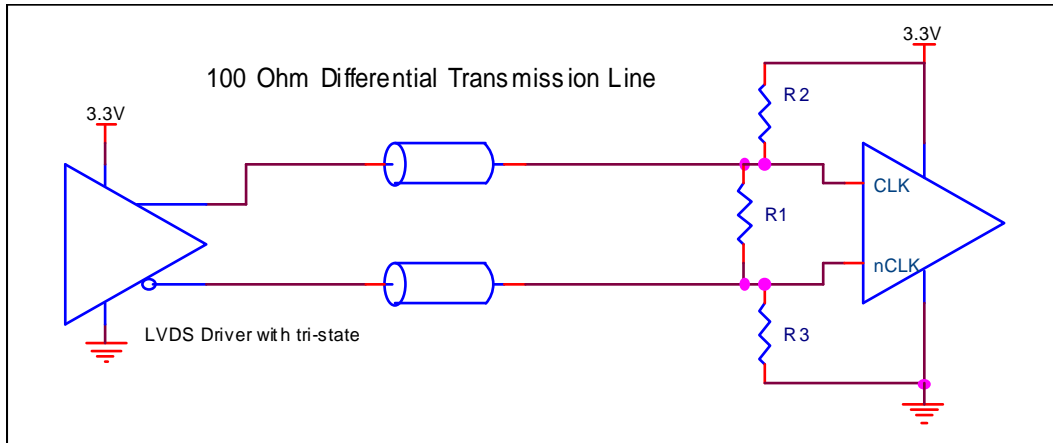 3.3V
100 Ohm Differential Transmission Line
R2
3.3V
CLK
R1
nCLK
R3
LVDS Driver with tri-state